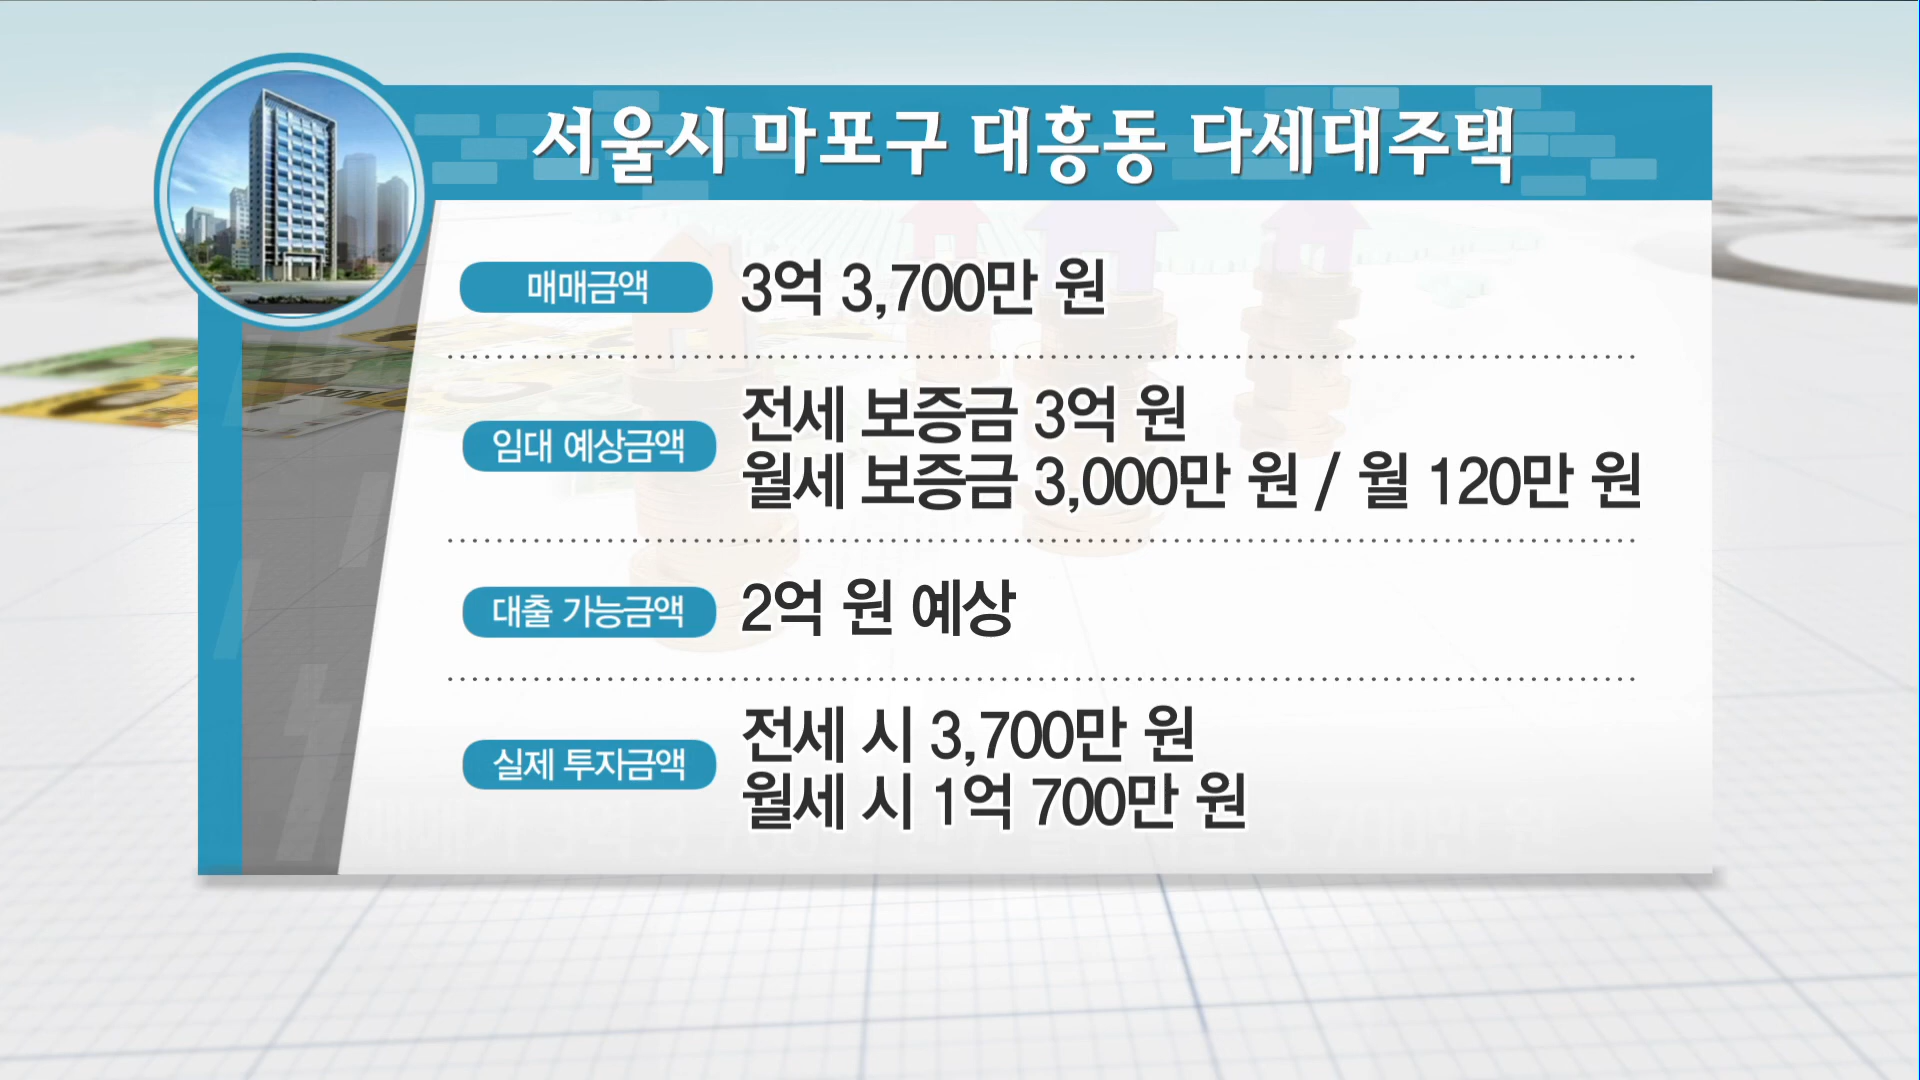 서울시 마포구 대흥동 다세대주택
매매금액
3억 3,700만 원
임대 예상금액
전세 보증금 3억 원
월세 보증금 3,000만 원 / 월 120만 원
대출 가능금액
2억 원 예상
실제 투자금액
전세 시 3,700만 원
월세 시 1억 700만 원